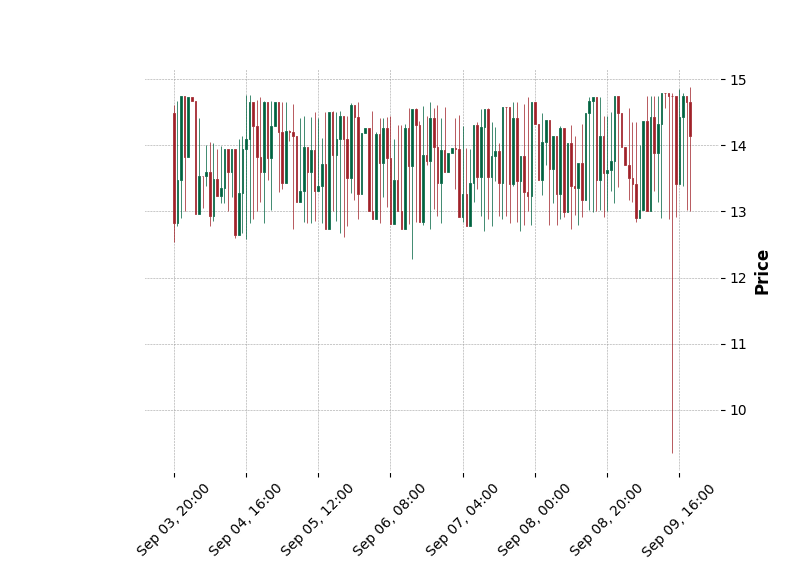 15
14
13
12
11
10
Price
Sep 03, 20:00
Sep 04, 16:00
Sep 05, 12:00
Sep 06, 08:00
Sep 07, 04:00
Sep 08, 00:00
Sep 08, 20:00
Sep 09, 16:00